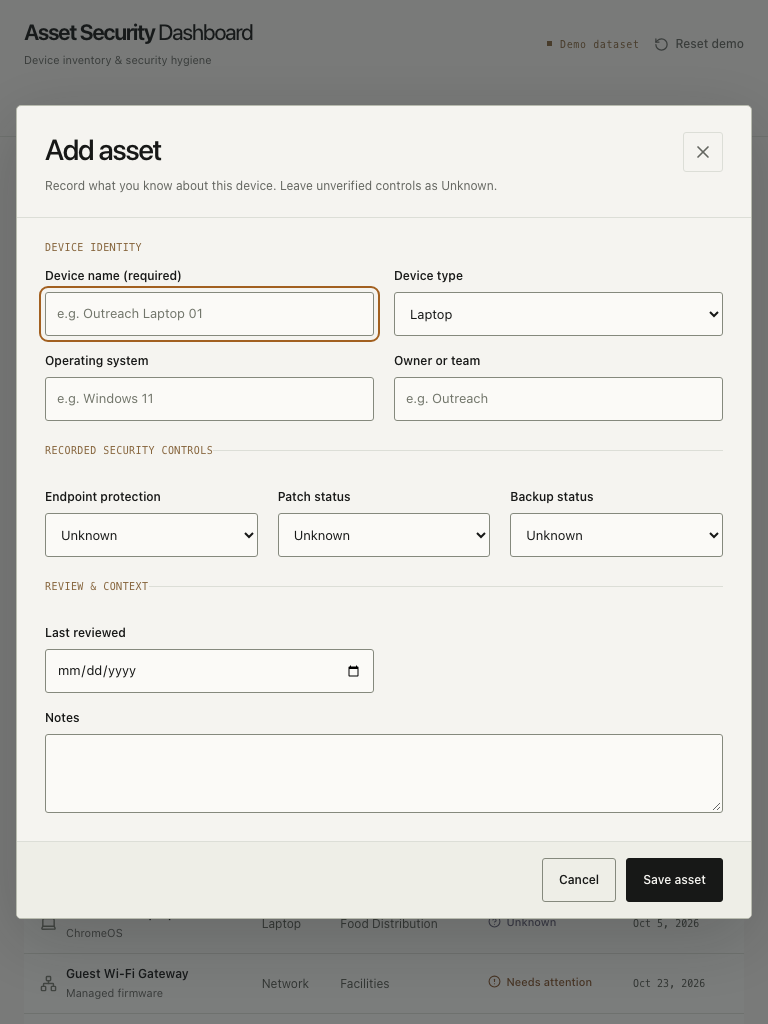 Asset Security Dashboard
Device inventory & security hygiene
Demo dataset
Reset demo
Add asset
Record what you know about this device. Leave unverified controls as Unknown.
DEVICE IDENTITY
Device name (required)
Device type
e.g. Outreach Laptop 01
Laptop
Operating system
Owner or team
e.g. Windows 11
e.g. Outreach
RECORDED SECURITY CONTROLS
Endpoint protection
Patch status
Backup status
Unknown
Unknown
Unknown
REVIEW & CONTEXT
Last reviewed
mm/dd/yyyy
Notes
Cancel
Save asset
Laptop
Food Distribution
Unknown
Oct 5, 2026
ChromeOS
Guest Wi-Fi Gateway
Managed firmware
Network
Facilities
Needs attention
Oct 23, 2026